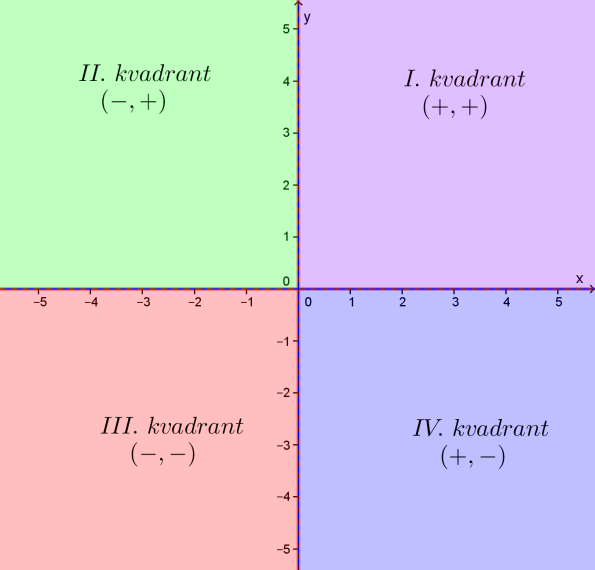 y
5
II. kvadrant
(−, +)
I. kvadrant
(+, +)
4
3
2
1
0
x
−5 −4 −3 −2 −1 0 1 2 3 4 5
−1
−2
III. kvadrant
(−, −)
IV. kvadrant
(+, −)
−3
−4
−5